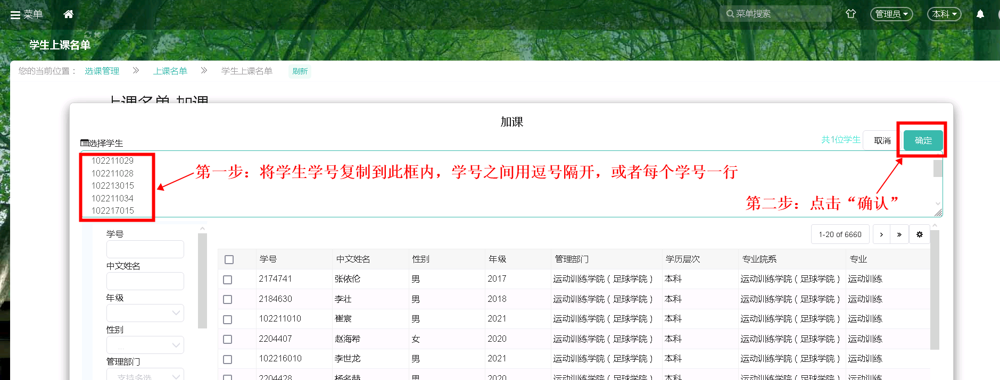 菜单
菜单搜索
管理员
本科
学生上课名单
您的当前位置： 选课管理 » 上课名单 » 学生上课名单 刷新
上课名单 加课
加课
选择学生
共1位学生 取消 确定
102211029
102211028
102213015
102211034
102217015
第一步：将学生学号复制到此框内，学号之间用逗号隔开，或者每个学号一行
第二步：点击“确认”
学号
中文姓名
年级
性别
...
管理部门
支持多选
1-20 of 6660 › »
学号 中文姓名 性别 年级 管理部门 学历层次 专业院系 专业
2174741 张依伦 男 2017 运动训练学院（足球学院） 本科 运动训练学院（足球学院） 运动训练
2184630 李壮 男 2018 运动训练学院（足球学院） 本科 运动训练学院（足球学院） 运动训练
102211010 崔宸 男 2021 运动训练学院（足球学院） 本科 运动训练学院（足球学院） 运动训练
2204407 赵海希 女 2020 运动训练学院（足球学院） 本科 运动训练学院（足球学院） 运动训练
102216010 李世龙 男 2021 运动训练学院（足球学院） 本科 运动训练学院（足球学院） 运动训练
2204428 杨名赫 男 2020 运动训练学院（足球学院） 本科 运动训练学院（足球学院） 运动训练